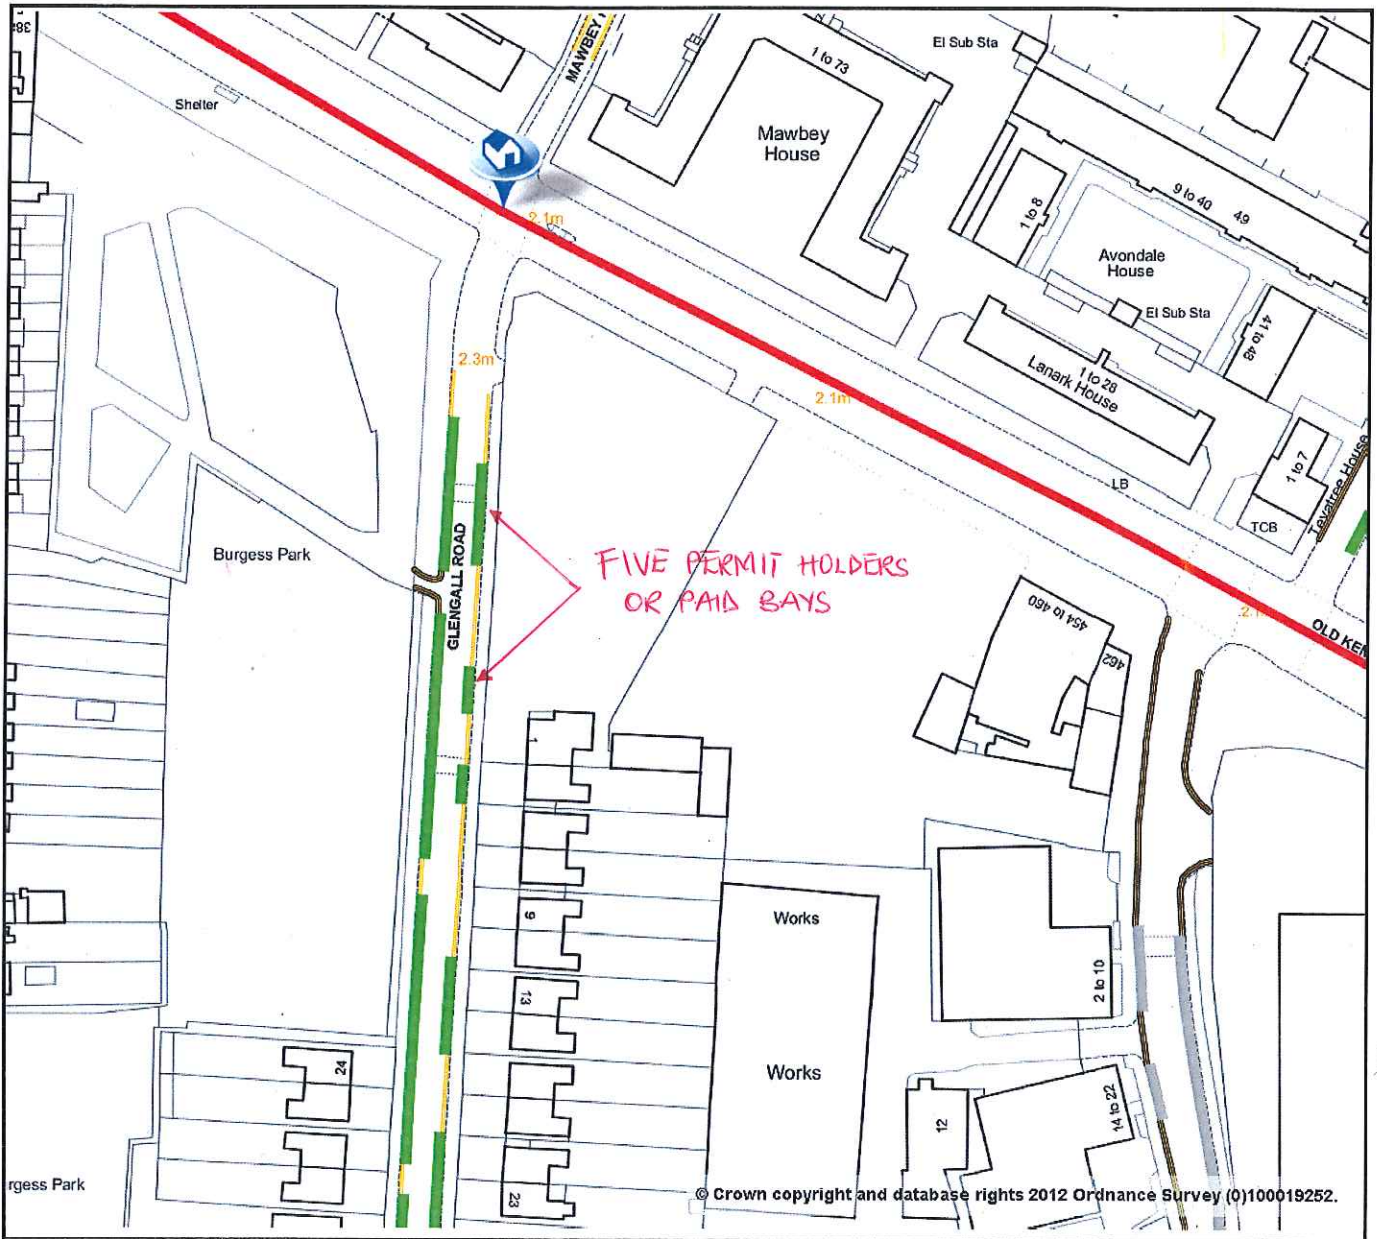 38
El Sub Sta
MAWBEY
1 to 73
Shelter
Mawbey
House
2.1m
1 to 8
9 to 40
49
Avondale
House
El Sub Sta
41 to 48
2.3m
1 to 28
Lanark House
2.1m
1 to 7
LB
TCB
Burgess Park
GLENGALL ROAD
FIVE PERMIT HOLDERS
OR PAID BAYS
454 to 460
462
2.1
OLD KEN
1
9
Works
2 to 10
13
24
Works
12
14 to 22
23
rgess Park
© Crown copyright and database rights 2012 Ordnance Survey (0)100019252.